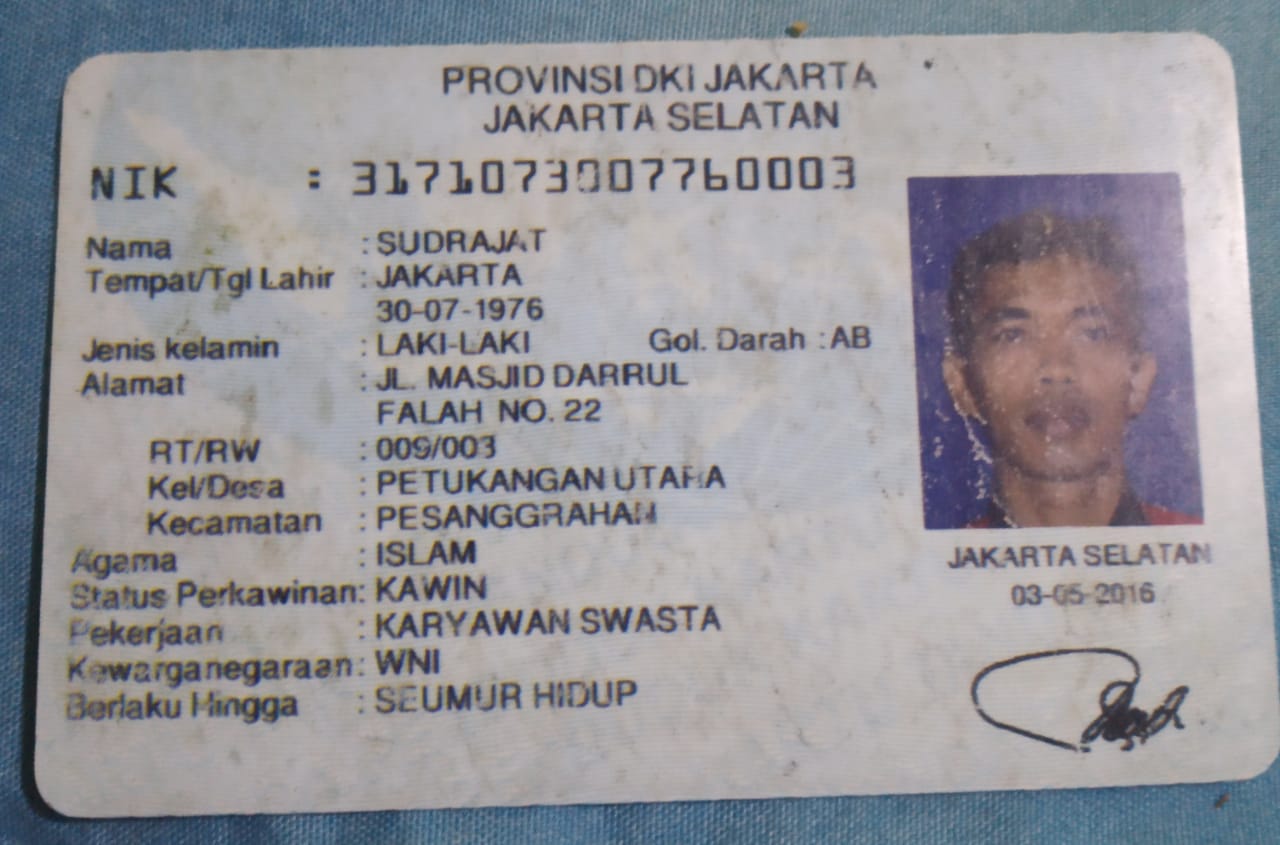 PROVINSI DKI JAKARTA
JAKARTA SELATAN
NIK : 3171073007760003
Nama : SUDRAJAT
Tempat/Tgl Lahir : JAKARTA
30-07-1976
Jenis kelamin : LAKI-LAKI Gol. Darah : AB
Alamat : JL. MASJID DARRUL
FALAH NO. 22
RT/RW : 009/003
Kel/Desa : PETUKANGAN UTARA
Kecamatan : PESANGGRAHAN
Agama : ISLAM
Status Perkawinan: KAWIN
Pekerjaan : KARYAWAN SWASTA
Kewarganegaraan: WNI
Berlaku Hingga : SEUMUR HIDUP
JAKARTA SELATAN
03-05-2016